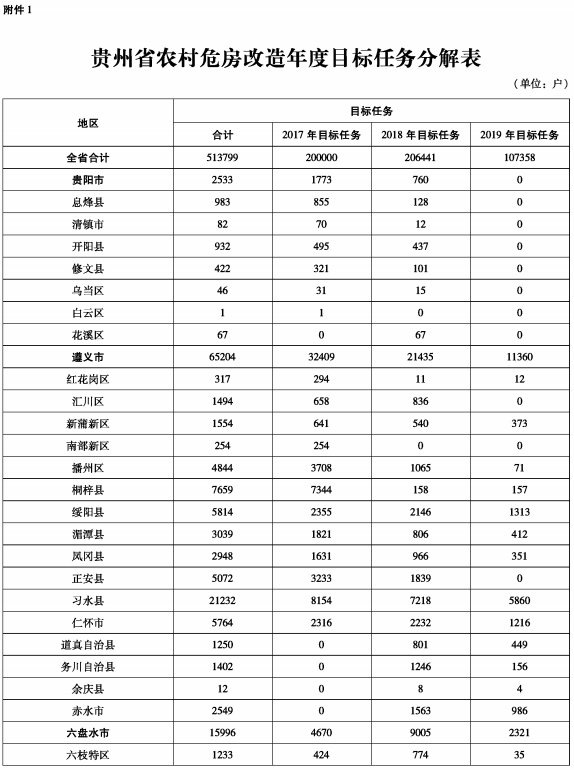 附件 1
贵州省农村危房改造年度目标任务分解表
（单位：户）
地区 目标任务
合计 2017 年目标任务 2018 年目标任务 2019 年目标任务
全省合计 513799 200000 206441 107358
贵阳市 2533 1773 760 0
息烽县 983 855 128 0
清镇市 82 70 12 0
开阳县 932 495 437 0
修文县 422 321 101 0
乌当区 46 31 15 0
白云区 1 1 0 0
花溪区 67 0 67 0
遵义市 65204 32409 21435 11360
红花岗区 317 294 11 12
汇川区 1494 658 836 0
新蒲新区 1554 641 540 373
南部新区 254 254 0 0
播州区 4844 3708 1065 71
桐梓县 7659 7344 158 157
绥阳县 5814 2355 2146 1313
湄潭县 3039 1821 806 412
凤冈县 2948 1631 966 351
正安县 5072 3233 1839 0
习水县 21232 8154 7218 5860
仁怀市 5764 2316 2232 1216
道真自治县 1250 0 801 449
务川自治县 1402 0 1246 156
余庆县 12 0 8 4
赤水市 2549 0 1563 986
六盘水市 15996 4670 9005 2321
六枝特区 1233 424 774 35